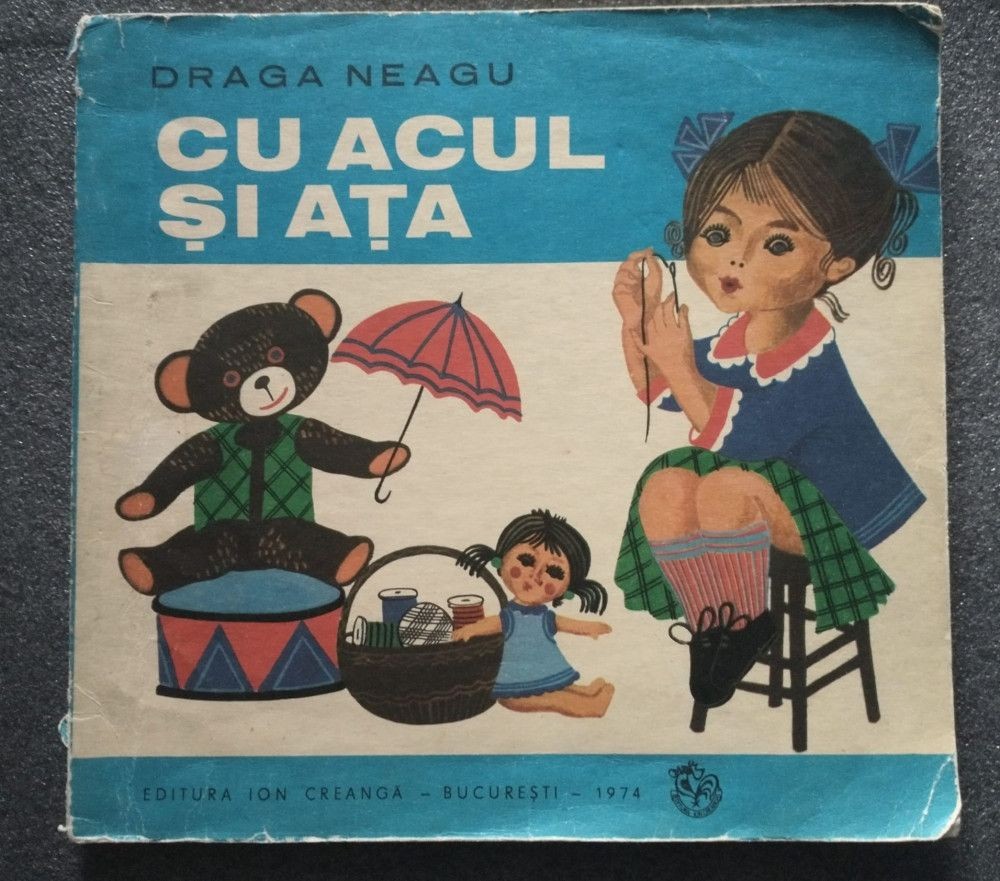 DRAGA NEAGU
CU ACUL
ȘI AȚA
EDITURA ION CREANGĂ – BUCUREȘTI – 1974